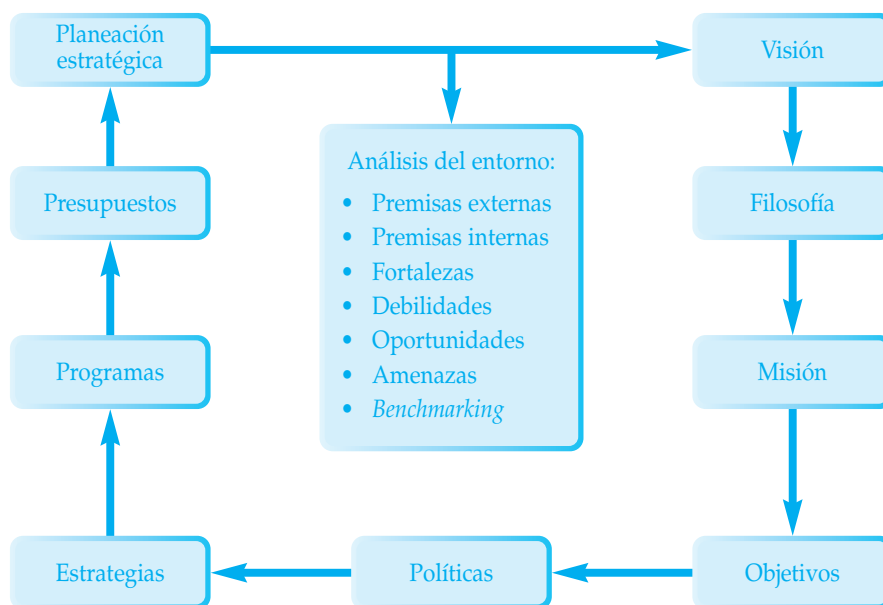 Planeación
estratégica
Visión
Análisis del entorno:
• Premisas externas
• Premisas internas
• Fortalezas
• Debilidades
• Oportunidades
• Amenazas
• Benchmarking
Presupuestos
Filosofía
Programas
Misión
Estrategias
Políticas
Objetivos